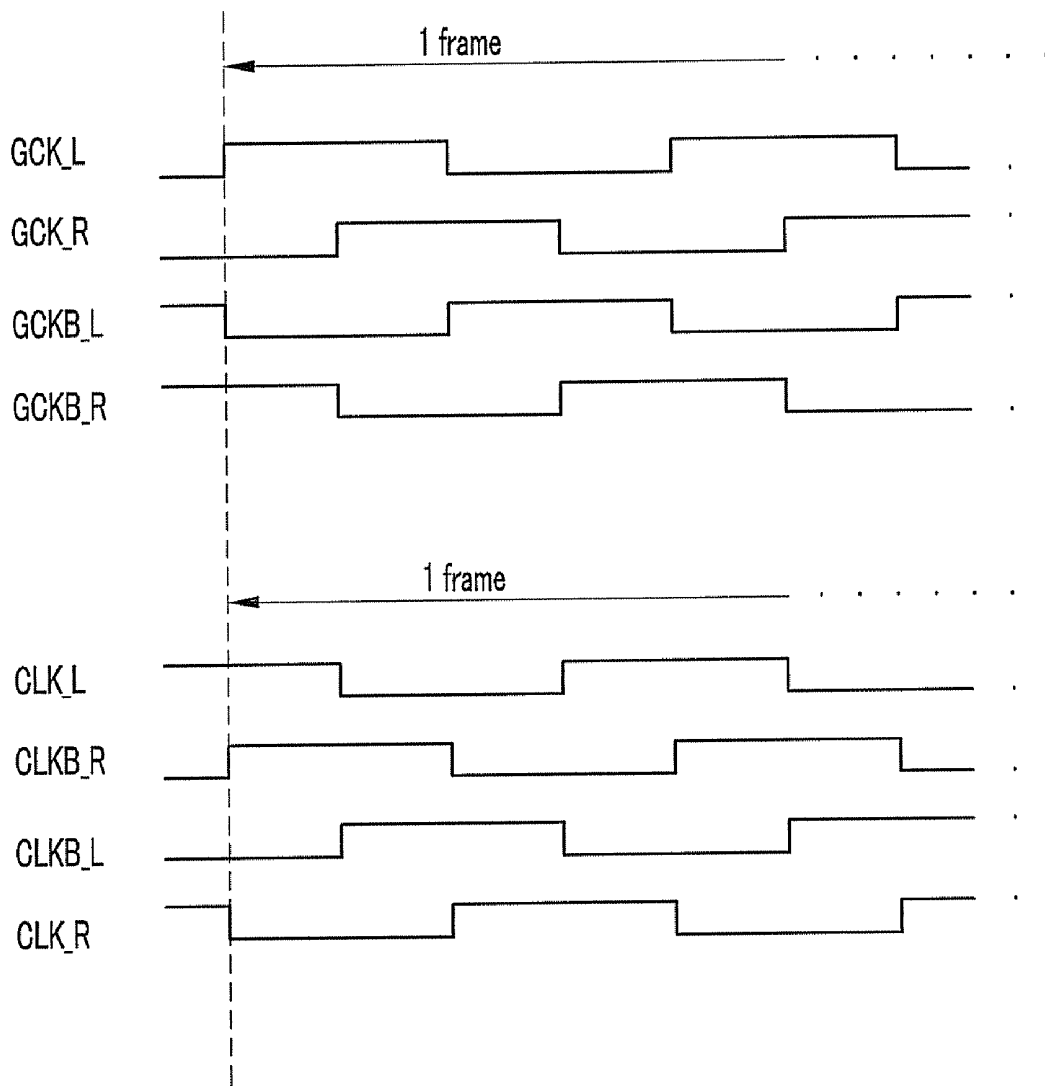 1 frame
GCK_L
GCK_R
GCKB_L
GCKB_R
1 frame
CLK_L
CLKB_R
CLKB_L
CLK_R